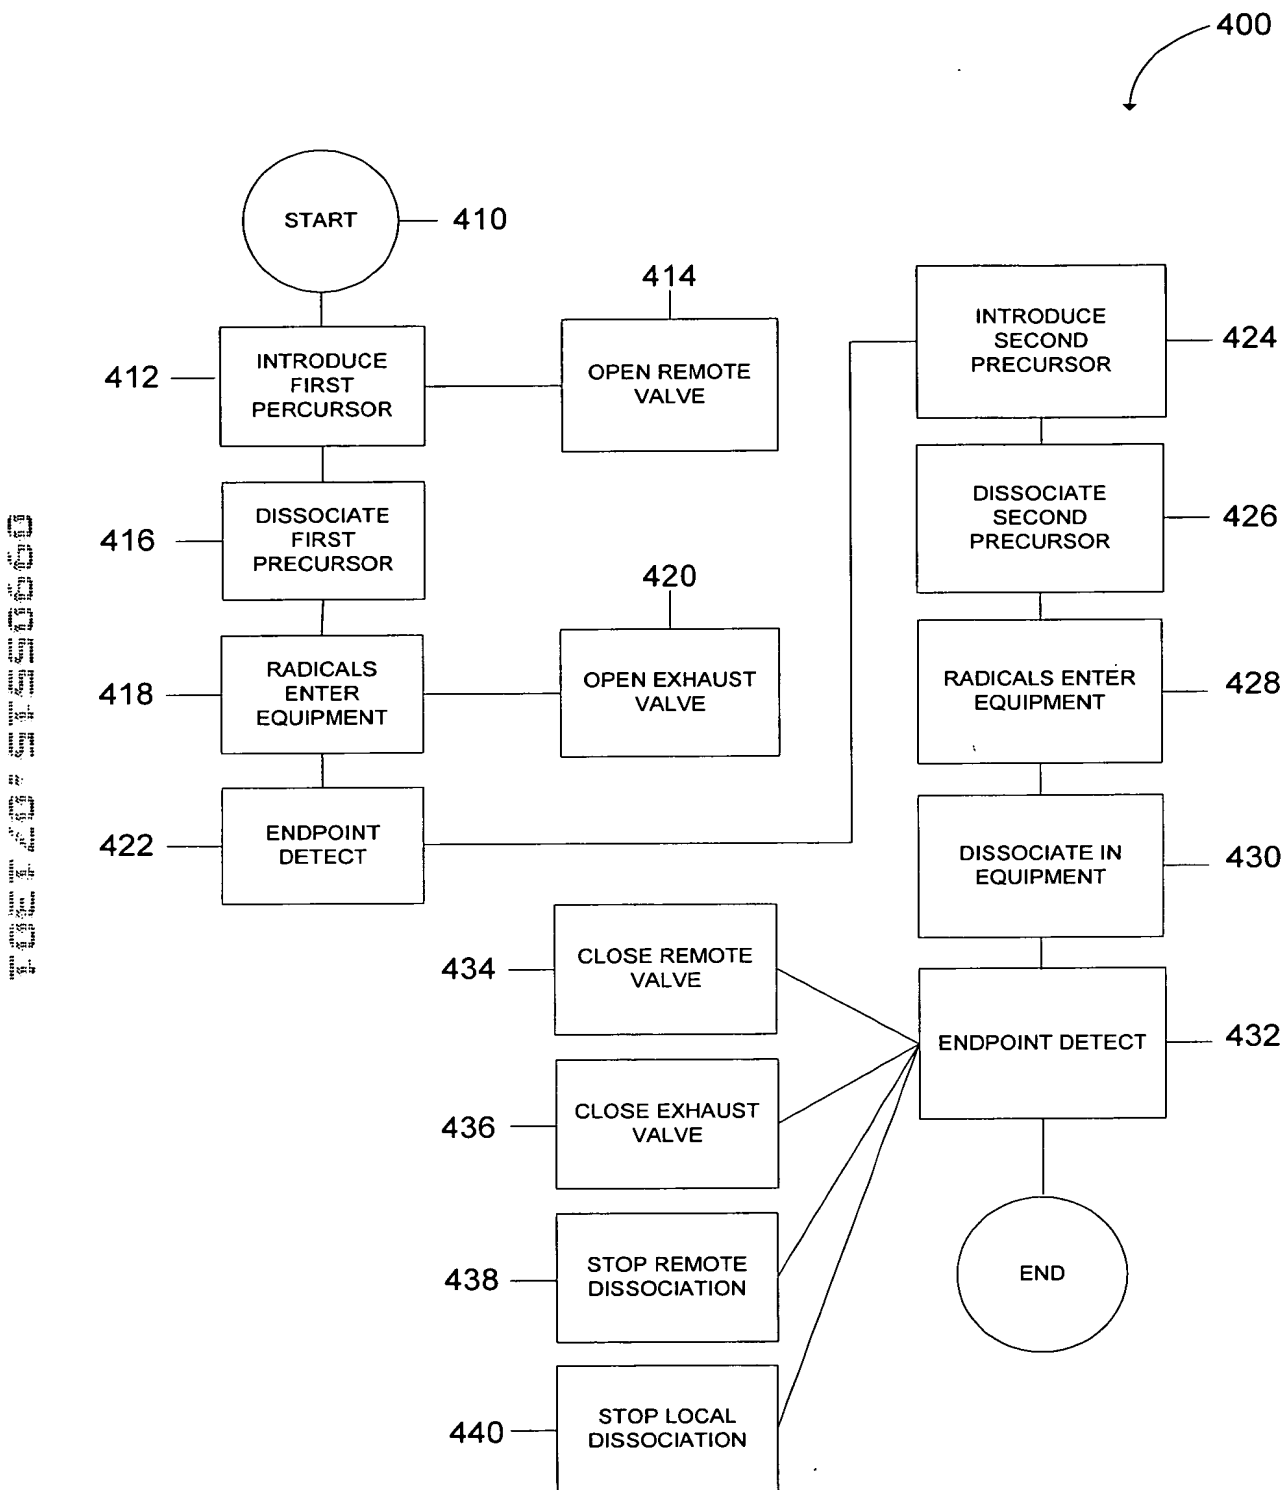 400
START
410
INTRODUCE
FIRST
PERCURSOR
412
414
OPEN REMOTE
VALVE
DISSOCIATE
FIRST
PRECURSOR
416
RADICALS
ENTER
EQUIPMENT
418
420
OPEN EXHAUST
VALVE
ENDPOINT
DETECT
422
INTRODUCE
SECOND
PRECURSOR
424
DISSOCIATE
SECOND
PRECURSOR
426
RADICALS ENTER
EQUIPMENT
428
DISSOCIATE IN
EQUIPMENT
430
ENDPOINT DETECT
432
434
CLOSE REMOTE
VALVE
436
CLOSE EXHAUST
VALVE
438
STOP REMOTE
DISSOCIATION
440
STOP LOCAL
DISSOCIATION
END